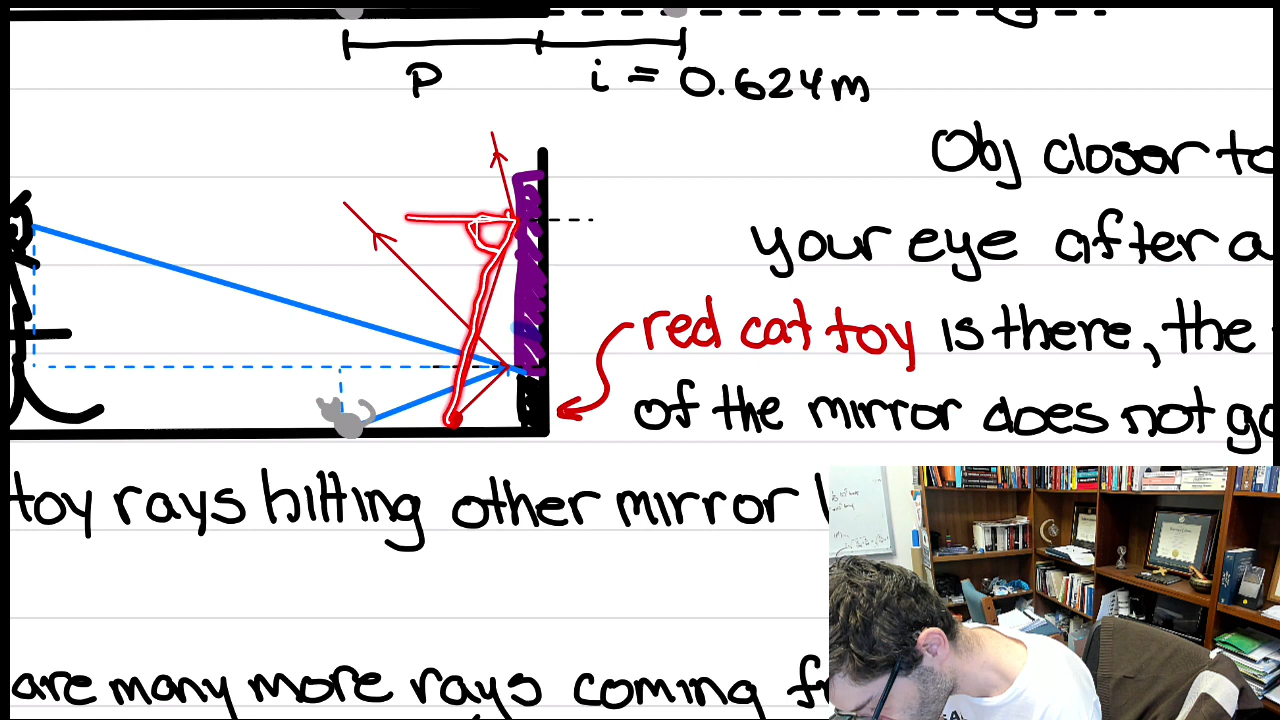 P
i = 0.624m
Obj closer to
your eye after a
red cat toy is there, the
of the mirror does not go
toy rays hitting other mirror
are many more rays coming